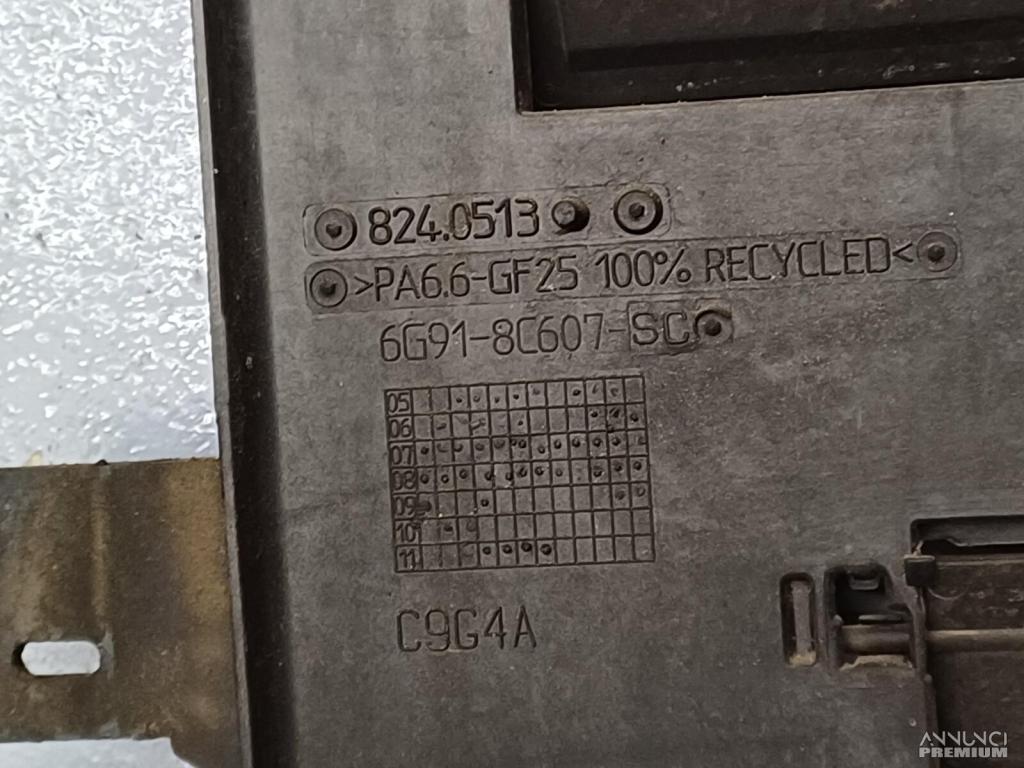 824.0513
>PA6.6-GF25 100% RECYCLED<
6G91-8C607-SC
05
06
07
08
09
10
11
C9G4A
ANNUNCI
PREMIUM